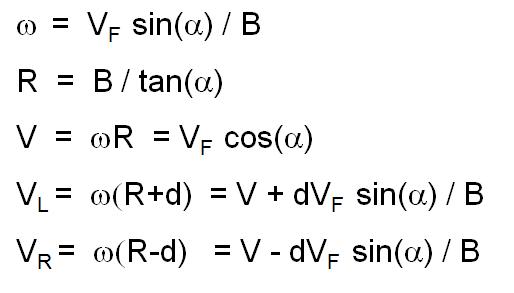 ω = V_F sin(α) / B
R = B / tan(α)
V = ωR = V_F cos(α)
V_L = ω(R+d) = V + dV_F sin(α) / B
V_R = ω(R-d) = V - dV_F sin(α) / B